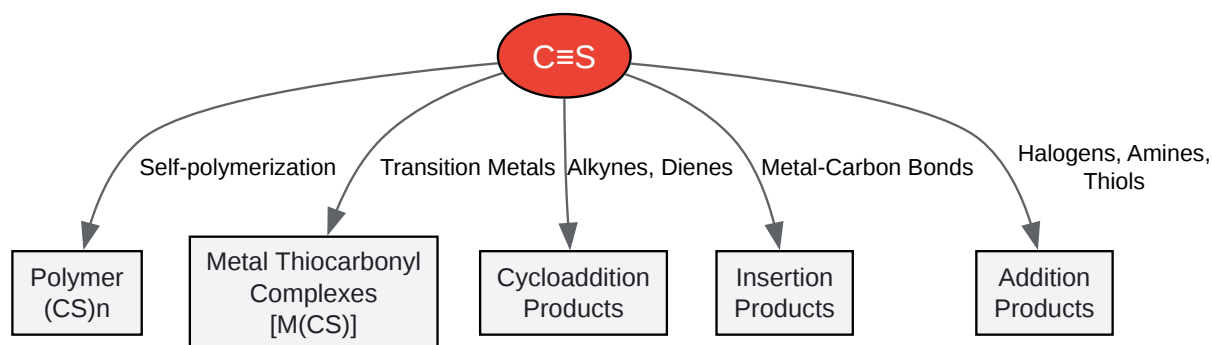 C≡S
Self-polymerization
Transition Metals
Alkynes, Dienes
Metal-Carbon Bonds
Halogens, Amines,
Thiols
Polymer
(CS)n
Metal Thiocarbonyl
Complexes
[M(CS)]
Cycloaddition
Products
Insertion
Products
Addition
Products